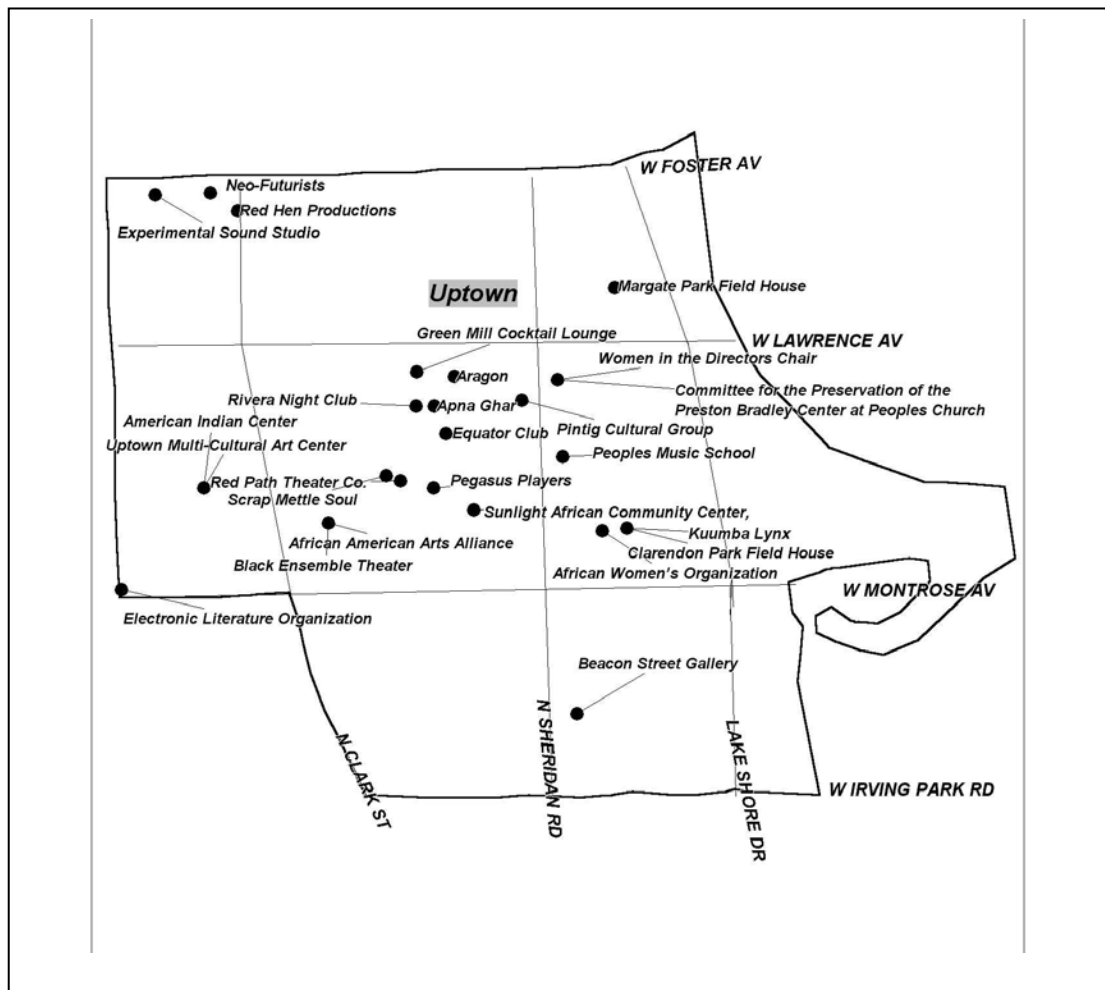 W FOSTER AV
Neo-Futurists
Red Hen Productions
Experimental Sound Studio
Margate Park Field House
Uptown
Green Mill Cocktail Lounge
W LAWRENCE AV
Women in the Directors Chair
Aragon
Committee for the Preservation of the
Preston Bradley Center at Peoples Church
Rivera Night Club
Apna Ghar
American Indian Center
Pintig Cultural Group
Equator Club
Uptown Multi-Cultural Art Center
Peoples Music School
Red Path Theater Co.
Pegasus Players
Scrap Mettle Soul
Sunlight African Community Center,
Kuumba Lynx
African American Arts Alliance
Clarendon Park Field House
Black Ensemble Theater
African Women's Organization
W MONTROSE AV
Electronic Literature Organization
Beacon Street Gallery
N CLARK ST
N SHERIDAN RD
LAKE SHORE DR
W IRVING PARK RD